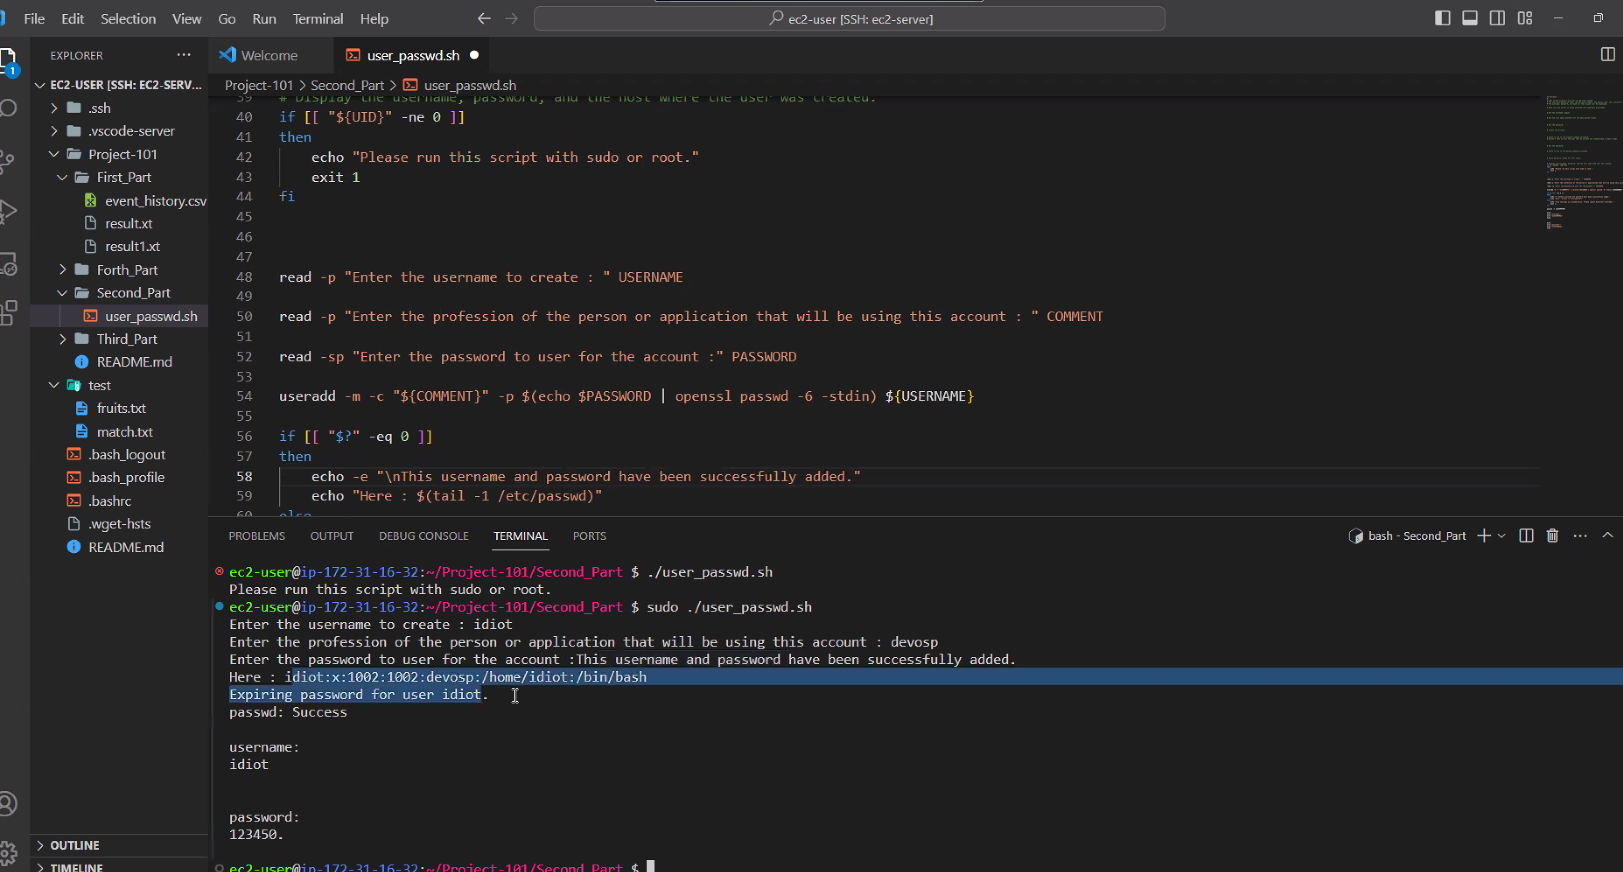 File Edit Selection View Go Run Terminal Help
ec2-user [SSH: ec2-server]
EXPLORER
Welcome
user_passwd.sh
1
EC2-USER [SSH: EC2-SERV...
Project-101 > Second_Part > user_passwd.sh
.ssh
.vscode-server
Project-101
First_Part
event_history.csv
result.txt
result1.txt
Forth_Part
Second_Part
user_passwd.sh
Third_Part
README.md
test
fruits.txt
match.txt
.bash_logout
.bash_profile
.bashrc
.wget-hsts
README.md
OUTLINE
TIMELINE
39 # Display the username, password, and the host where the user was created.
40 if [[ "${UID}" -ne 0 ]]
41 then
42 echo "Please run this script with sudo or root."
43 exit 1
44 fi
45
46
47
48 read -p "Enter the username to create : " USERNAME
49
50 read -p "Enter the profession of the person or application that will be using this account : " COMMENT
51
52 read -sp "Enter the password to user for the account :" PASSWORD
53
54 useradd -m -c "${COMMENT}" -p $(echo $PASSWORD | openssl passwd -6 -stdin) ${USERNAME}
55
56 if [[ "$?" -eq 0 ]]
57 then
58 echo -e "\nThis username and password have been successfully added."
59 echo "Here : $(tail -1 /etc/passwd)"
60 else
PROBLEMS OUTPUT DEBUG CONSOLE TERMINAL PORTS
bash - Second_Part
ec2-user@ip-172-31-16-32:~/Project-101/Second_Part $ ./user_passwd.sh
Please run this script with sudo or root.
ec2-user@ip-172-31-16-32:~/Project-101/Second_Part $ sudo ./user_passwd.sh
Enter the username to create : idiot
Enter the profession of the person or application that will be using this account : devosp
Enter the password to user for the account :This username and password have been successfully added.
Here : idiot:x:1002:1002:devosp:/home/idiot:/bin/bash
Expiring password for user idiot.
passwd: Success
username:
idiot
password:
123450.
ec2-user@ip-172-31-16-32:~/Project-101/Second_Part $